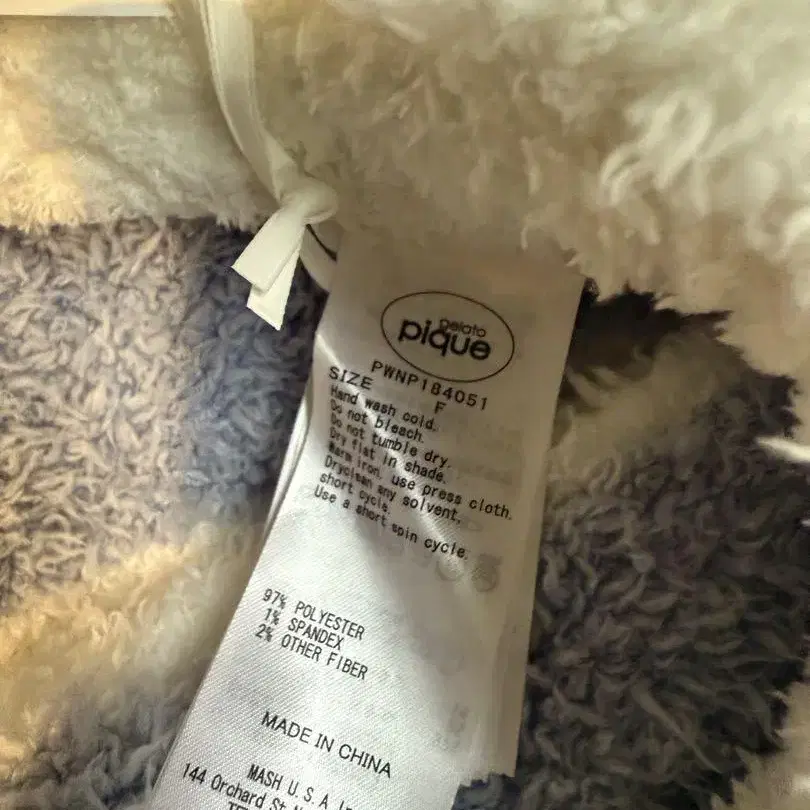 gelato
pique
PWNP184051
SIZE F
Hand wash cold.
Do not bleach.
Do not tumble dry.
Dry flat in shade.
Warm iron, use press cloth.
Dryclean any solvent,
short cycle.
Use a short spin cycle.
97% POLYESTER
1% SPANDEX
2% OTHER FIBER
MADE IN CHINA
MASH U.S.A
144 Orchard St